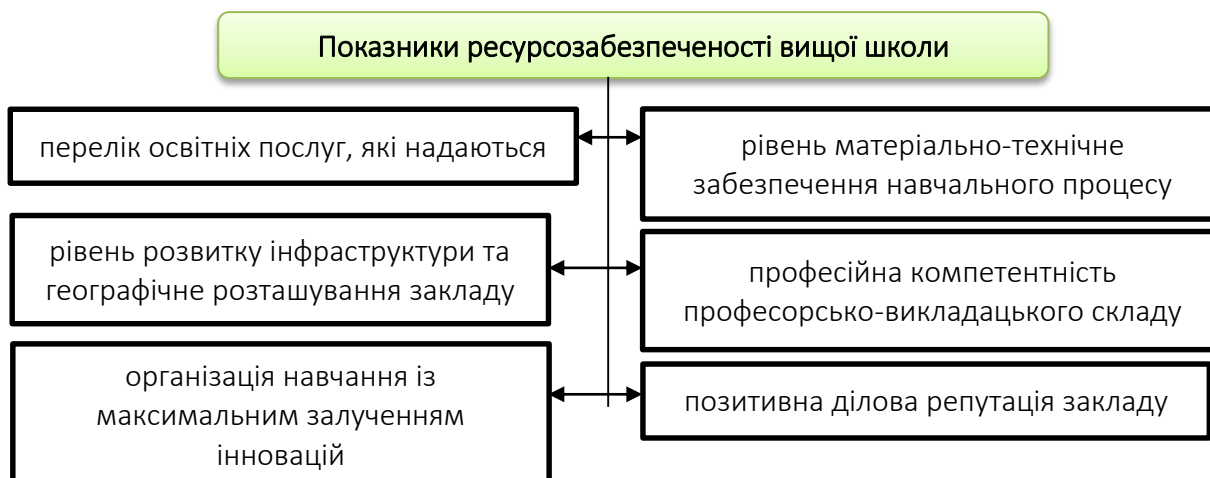 Показники ресурсозабезпеченості вищої школи
перелік освітніх послуг, які надаються
рівень матеріально-технічне
забезпечення навчального процесу
рівень розвитку інфраструктури та
географічне розташування закладу
професійна компетентність
професорсько-викладацького складу
організація навчання із
максимальним залученням
інновацій
позитивна ділова репутація закладу